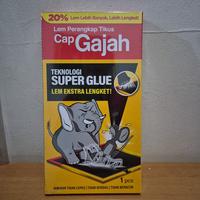 20% Lem Lebih Banyak, Lebih Lengket!
Lem Perangkap Tikus
Cap
Gajah
TEKNOLOGI
SUPER GLUE
LEM EKSTRA LENGKET!
1 pcs